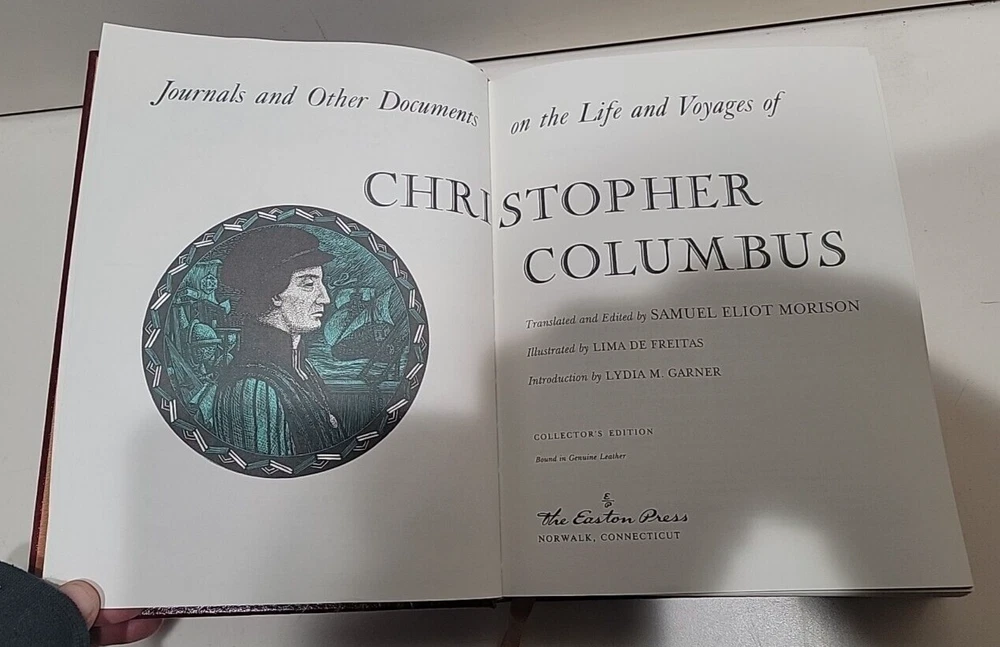 Journals and Other Documents on the Life and Voyages of
CHRISTOPHER
COLUMBUS
Translated and Edited by SAMUEL ELIOT MORISON
Illustrated by LIMA DE FREITAS
Introduction by LYDIA M. GARNER
COLLECTOR'S EDITION
Bound in Genuine Leather
E
P
the Easton Press
NORWALK, CONNECTICUT